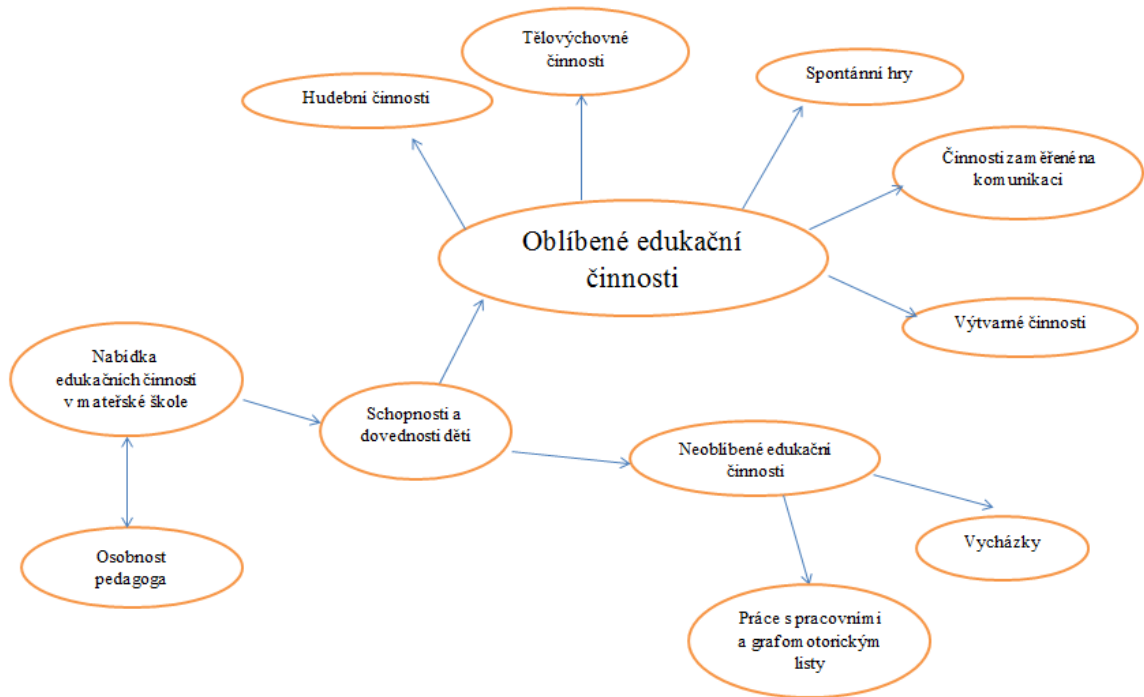 Tělovýchovné
činnosti
Hudební činnosti
Spontánní hry
Činnosti zaměřené na
komunikaci
Oblíbené edukační
činnosti
Výtvarné činnosti
Nabídka
edukačních činnosti
v mateřské škole
Schopnosti a
dovednosti dětí
Neoblíbené edukační
činnosti
Vycházky
Osobnost
pedagoga
Práce s pracovními
a grafomotorickým
listy